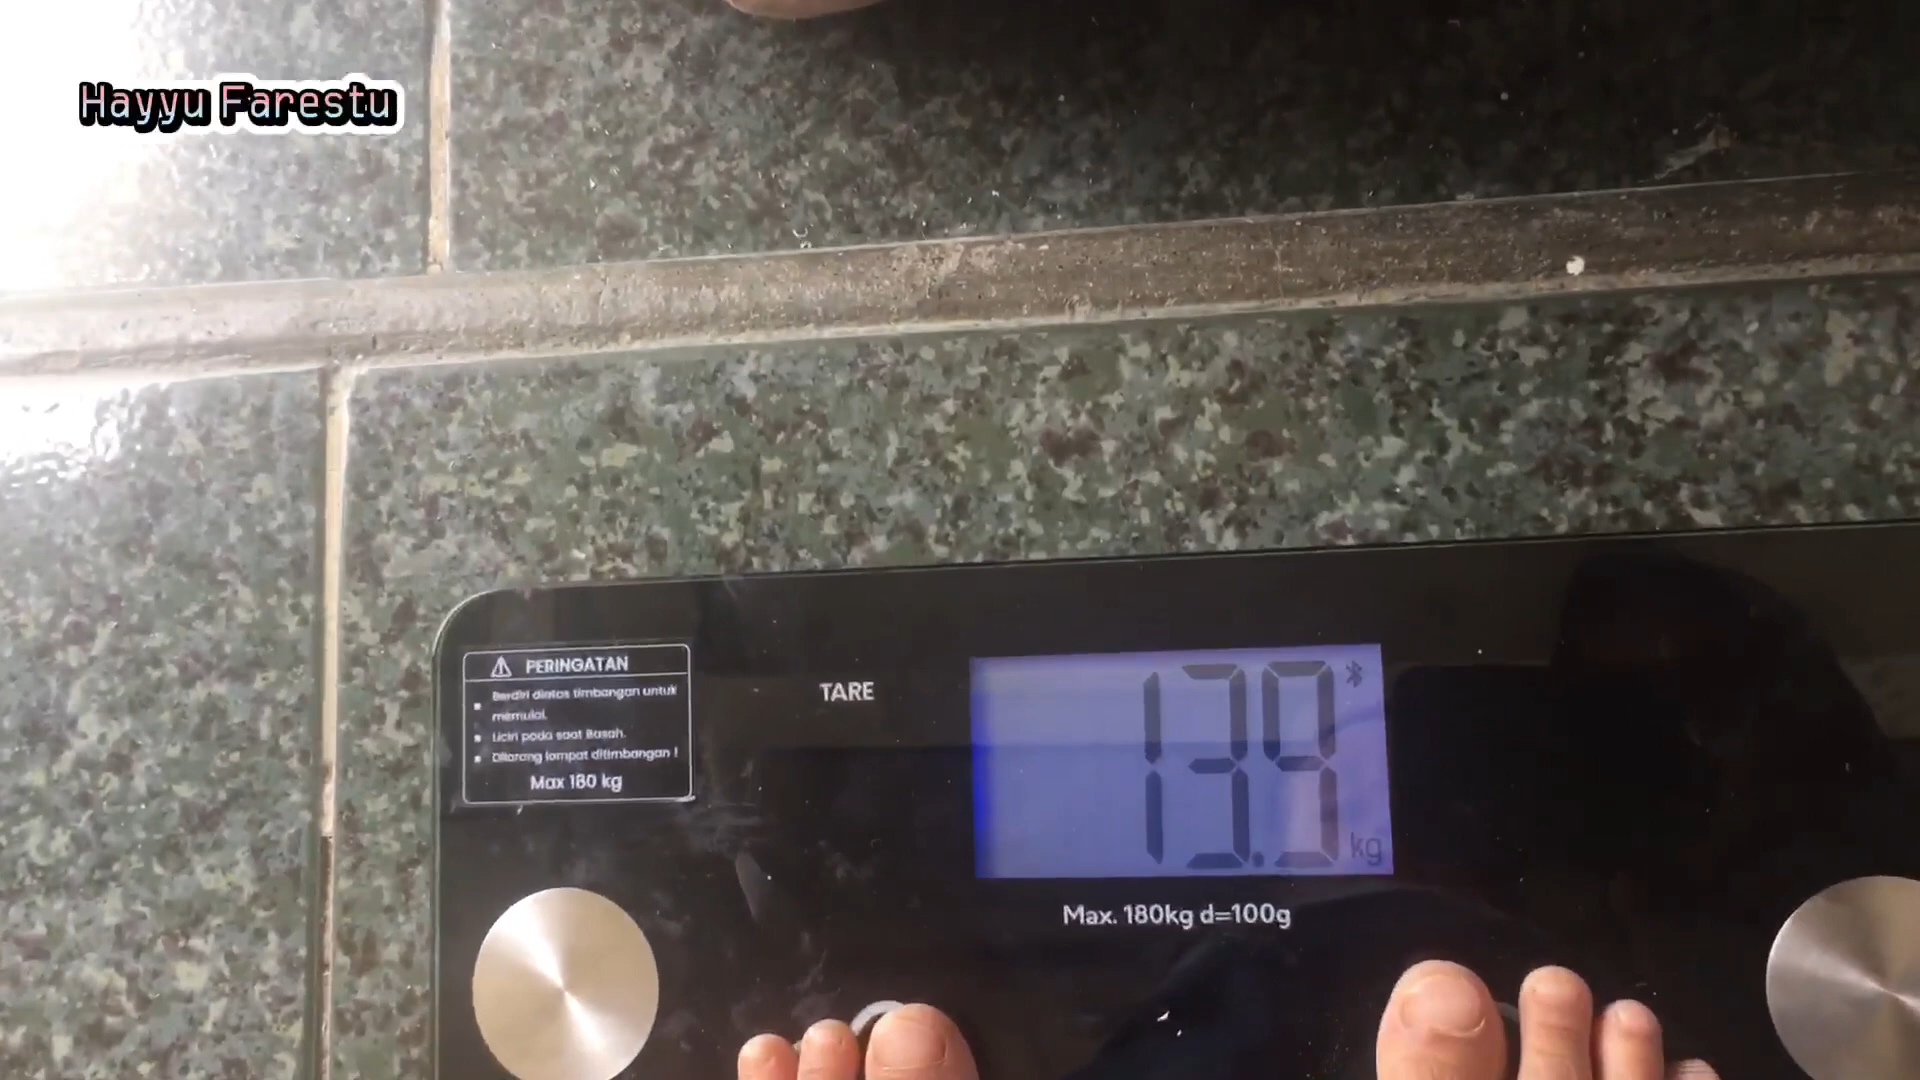 Hayyu Farestu
PERINGATAN
Berdiri diatas timbangan untuk
memulai.
Licin pada saat Basah.
Dilarang lompat ditimbangan !
Max 180 kg
TARE
13.9 kg
Max. 180kg d=100g